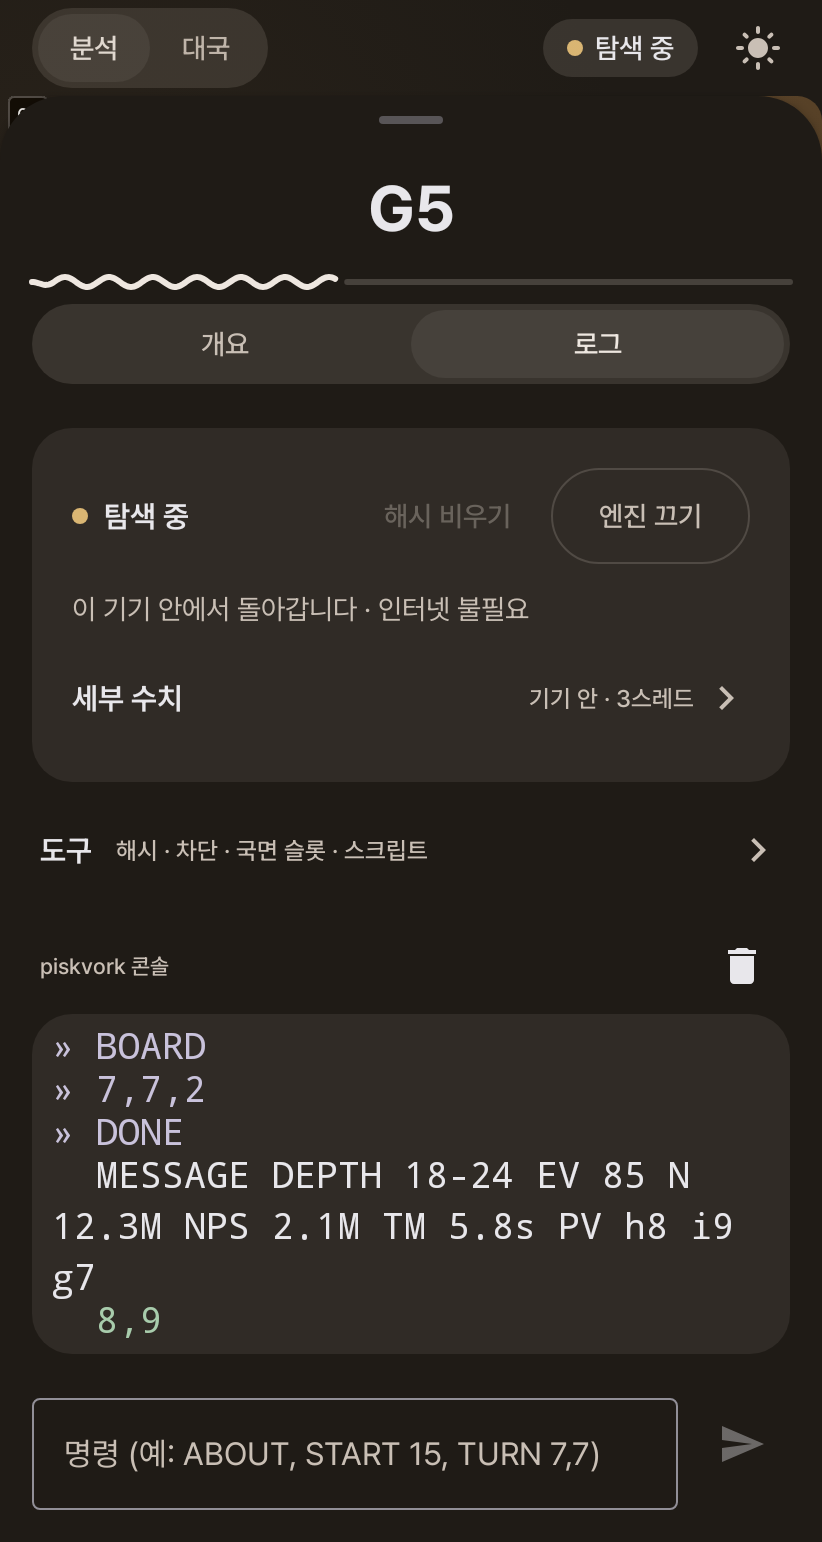 분석 대국 탐색 중
G5
개요 로그
탐색 중 해시 비우기 엔진 끄기
이 기기 안에서 돌아갑니다 · 인터넷 불필요
세부 수치 기기 안 · 3스레드
도구 해시 · 차단 · 국면 슬롯 · 스크립트
piskvork 콘솔
» BOARD
» 7,7,2
» DONE
MESSAGE DEPTH 18-24 EV 85 N
12.3M NPS 2.1M TM 5.8s PV h8 i9
g7
8,9
명령 (예: ABOUT, START 15, TURN 7,7)